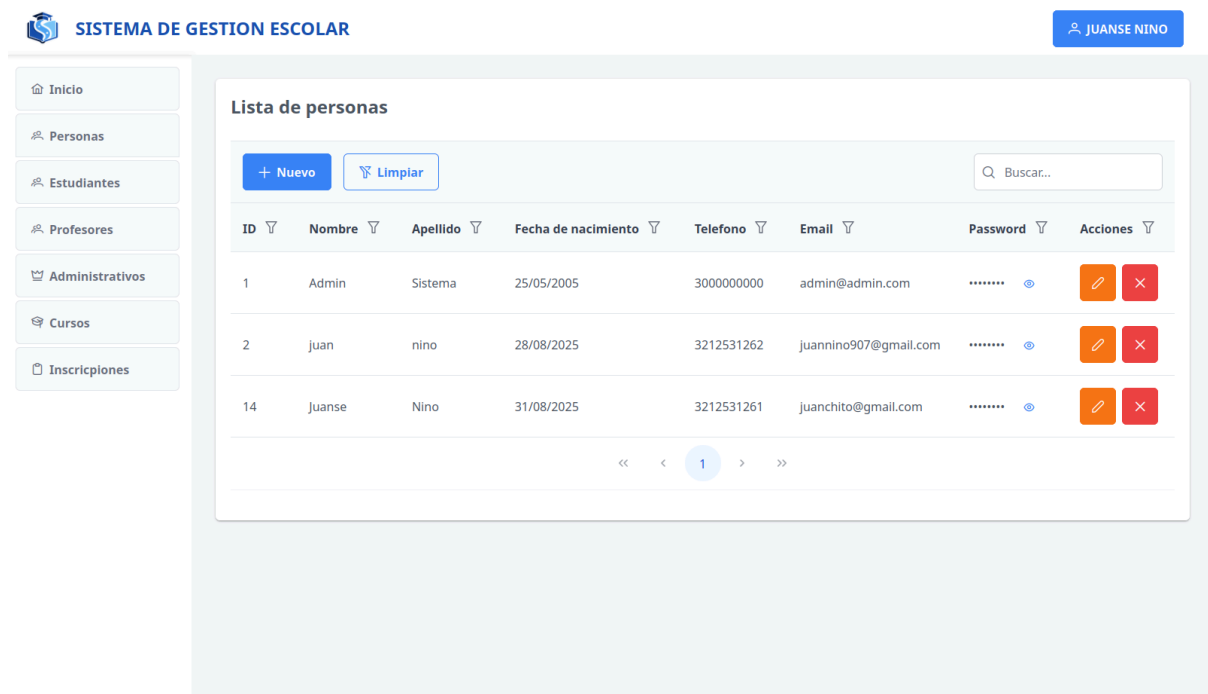 SISTEMA DE GESTION ESCOLAR
JUANSE NINO
Inicio
Personas
Estudiantes
Profesores
Administrativos
Cursos
Inscricpiones
Lista de personas
+ Nuevo Limpiar Buscar...
ID Nombre Apellido Fecha de nacimiento Telefono Email Password Acciones
1 Admin Sistema 25/05/2005 3000000000 admin@admin.com ••••••••
2 juan nino 28/08/2025 3212531262 juannino907@gmail.com ••••••••
14 Juanse Nino 31/08/2025 3212531261 juanchito@gmail.com ••••••••
« ‹ 1 › »